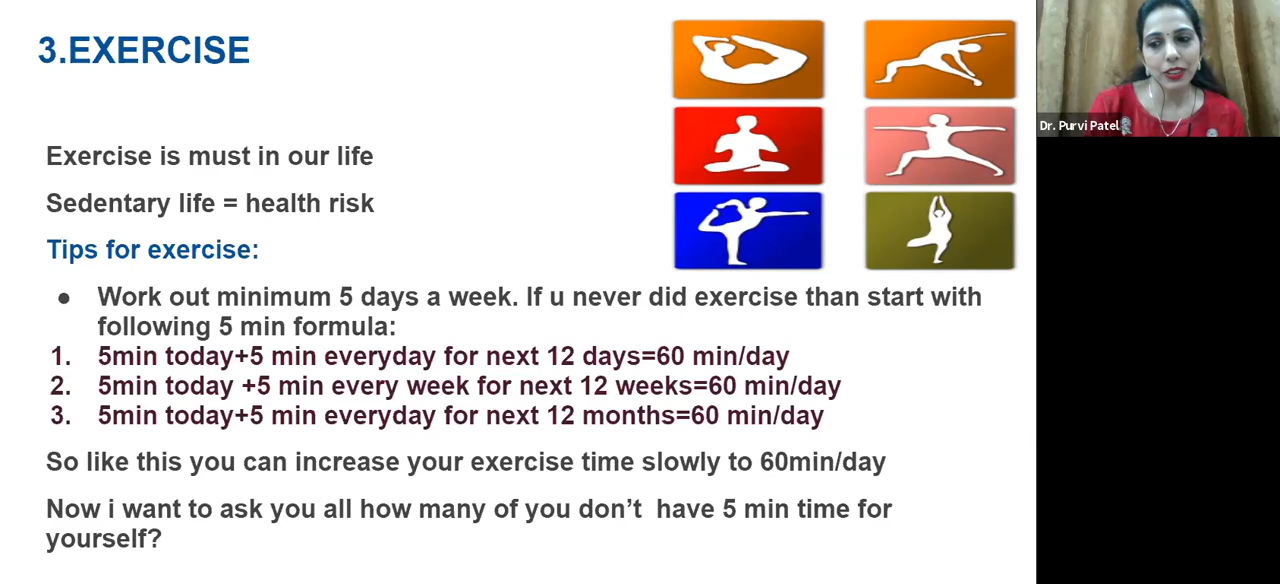 3.EXERCISE
Dr. Purvi Patel
Exercise is must in our life
Sedentary life = health risk
Tips for exercise:
● Work out minimum 5 days a week. If u never did exercise than start with
following 5 min formula:
1. 5min today+5 min everyday for next 12 days=60 min/day
2. 5min today +5 min every week for next 12 weeks=60 min/day
3. 5min today+5 min everyday for next 12 months=60 min/day
So like this you can increase your exercise time slowly to 60min/day
Now i want to ask you all how many of you don’t  have 5 min time for
yourself?